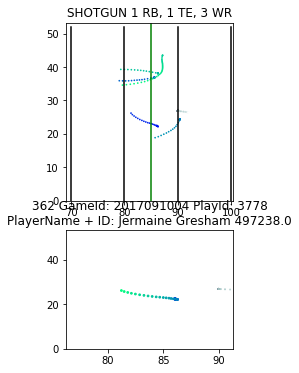 SHOTGUN 1 RB, 1 TE, 3 WR
50
40
30
20
10
0
70 80 90 100
362 GameId: 2017091004 PlayId: 3778
PlayerName + ID: Jermaine Gresham 497238.0
40
20
0
80 85 90